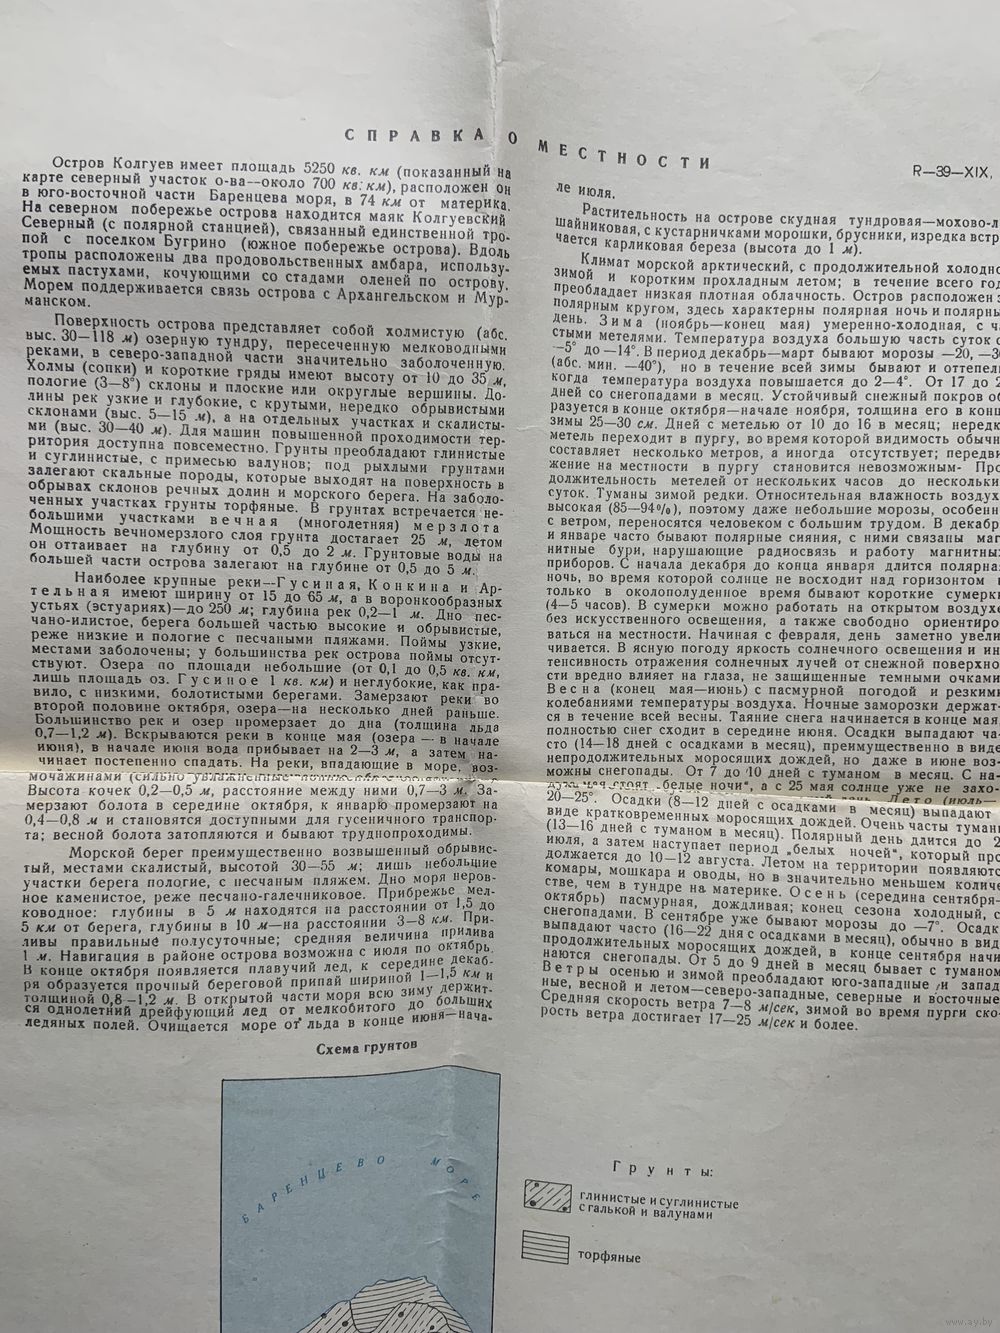 СПРАВКА О МЕСТНОСТИ
R—39—XIX,
Остров Колгуев имеет площадь 5250 кв. км (показанный на
карте северный участок о-ва—около 700 кв. км), расположен он
в юго-восточной части Баренцева моря, в 74 км от материка.
На северном побережье острова находится маяк Колгуевский
Северный (с полярной станцией), связанный единственной тро-
пой с поселком Бугрино (южное побережье острова). Вдоль
тропы расположены два продовольственных амбара, использу-
емых пастухами, кочующими со стадами оленей по острову.
Морем поддерживается связь острова с Архангельском и Мур-
манском.
Поверхность острова представляет собой холмистую (абс.
выс. 30—118 м) озерную тундру, пересеченную мелководными
реками, в северо-западной части значительно заболоченную.
Холмы (сопки) и короткие гряды имеют высоту от 10 до 35 м,
пологие (3—8°) склоны и плоские или округлые вершины. До-
лины рек узкие и глубокие, с крутыми, нередко обрывистыми
склонами (выс. 5—15 м), а на отдельных участках и скалисты-
ми (выс. 30—40 м). Для машин повышенной проходимости тер-
ритория доступна повсеместно. Грунты преобладают глинистые
и суглинистые, с примесью валунов; под рыхлыми грунтами
залегают скальные породы, которые выходят на поверхность в
обрывах склонов речных долин и морского берега. На заболо-
ченных участках грунты торфяные. В грунтах встречается не-
большими участками вечная (многолетняя) мерзлота
Мощность вечномерзлого слоя грунта достагает 25 м, летом
он оттаивает на глубину от 0,5 до 2 м. Грунтовые воды на
большей части острова залегают на глубине от 0,5 до 5 м.
Наиболее крупные реки—Гусиная, Конкина и Ар-
тельная имеют ширину от 15 до 65 м, а в воронкообразных
устьях (эстуариях)—до 250 м; глубина рек 0,2—1 м. Дно пес-
чано-илистое, берега большей частью высокие и обрывистые,
реже низкие и пологие с песчаными пляжами. Поймы узкие,
местами заболочены; у большинства рек острова поймы отсут-
ствуют. Озера по площади небольшие (от 0,1 до 0,5 кв. км,
лишь площадь оз. Гусиное 1 кв. км) и неглубокие, как пра-
вило, с низкими, болотистыми берегами. Замерзают реки во
второй половине октября, озера—на несколько дней раньше.
Большинство рек и озер промерзает до дна (толщина льда
0,7—1,2 м). Вскрываются реки в конце мая (озера — в начале
июня), в начале июня вода прибывает на 2—3 м, а затем на-
чинает постепенно спадать. На реки, впадающие в море, воз-
мочажинами (сильно увлажненные
Высота кочек 0,2—0,5 м, расстояние между ними 0,7—3 м. За-
мерзают болота в середине октября, к январю промерзают на
0,4—0,8 м и становятся доступными для гусеничного транспор-
та; весной болота затопляются и бывают труднопроходимы.
Морской берег преимущественно возвышенный обрывис-
тый, местами скалистый, высотой 30—55 м; лишь небольшие
участки берега пологие, с песчаным пляжем. Дно моря неров-
ное каменистое, реже песчано-галечниковое. Прибрежье мел-
ководное: глубины в 5 м находятся на расстоянии от 1,5 до
5 км от берега, глубины в 10 м—на расстоянии 3—8 км. При-
ливы правильные полусуточные; средняя величина прилива
1 м. Навигация в районе острова возможна с июля по октябрь.
В конце октября появляется плавучий лед, к середине декаб-
ря образуется прочный береговой припай шириной 1—1,5 км и
толщиной 0,8—1,2 м. В открытой части моря всю зиму держит-
ся однолетний дрейфующий лед от мелкобитого до больших
ледяных полей. Очищается море от льда в конце июня—нача-
ле июля.
Растительность на острове скудная тундровая—мохово-л
шайниковая, с кустарничками морошки, брусники, изредка встр
чается карликовая береза (высота до 1 м).
Климат морской арктический, с продолжительной холодно
зимой и коротким прохладным летом; в течение всего год
преобладает низкая плотная облачность. Остров расположен з
полярным кругом, здесь характерны полярная ночь и полярны
день. Зима (ноябрь—конец мая) умеренно-холодная, с ча
стыми метелями. Температура воздуха большую часть суток о
—5° до —14°. В период декабрь—март бывают морозы —20, —30
(абс. мин. —40°), но в течение всей зимы бывают и оттепел
когда температура воздуха повышается до 2—4°. От 17 до 2
дней со снегопадами в месяц. Устойчивый снежный покров об
разуется в конце октября—начале ноября, толщина его в конц
зимы 25—30 см. Дней с метелью от 10 до 16 в месяц; нередк
метель переходит в пургу, во время которой видимость обычн
составляет несколько метров, а иногда отсутствует; передви
жение на местности в пургу становится невозможным- Про
должительность метелей от нескольких часов до нескольки
суток. Туманы зимой редки. Относительная влажность воздух
высокая (85—94%), поэтому даже небольшие морозы, особенн
с ветром, переносятся человеком с большим трудом. В декабр
и январе часто бывают полярные сияния, с ними связаны маг
нитные бури, нарушающие радиосвязь и работу магнитны
приборов. С начала декабря до конца января длится полярна
ночь, во время которой солнце не восходит над горизонтом
только в околополуденное время бывают короткие сумерк
(4—5 часов). В сумерки можно работать на открытом воздух
без искусственного освещения, а также свободно ориентиро
ваться на местности. Начиная с февраля, день заметно увели
чивается. В ясную погоду яркость солнечного освещения и ин
тенсивность отражения солнечных лучей от снежной поверхно
сти вредно влияет на глаза, не защищенные темными очками
Весна (конец мая—июнь) с пасмурной погодой и резким
колебаниями температуры воздуха. Ночные заморозки держат-
ся в течение всей весны. Таяние снега начинается в конце мая
полностью снег сходит в середине июня. Осадки выпадают ча-
сто (14—18 дней с осадками в месяц), преимущественно в виде
непродолжительных моросящих дождей, но даже в июне воз-
можны снегопады. От 7 до 10 дней с туманом в месяц. С на-
стоят „белые ночи“, а с 25 мая солнце уже не захо-
Лето (июль—
20—25°. Осадки (8—12 дней с осадками в месяц) выпадают
виде кратковременных моросящих дождей. Очень часты туман
(13—16 дней с туманом в месяц). Полярный день длится до 2
июля, а затем наступает период „белых ночей“, который про
должается до 10—12 августа. Летом на территории появляютс
комары, мошкара и оводы, но в значительно меньшем количе
стве, чем в тундре на материке. Осень (середина сентября—
октябрь) пасмурная, дождливая; конец сезона холодный, с
снегопадами. В сентябре уже бывают морозы до —7°. Осадк
выпадают часто (16—22 дня с осадками в месяц), обычно в вид
продолжительных моросящих дождей, в конце сентября начи
наются снегопады. От 5 до 9 дней в месяц бывает с туманом
Ветры осенью и зимой преобладают юго-западные и запад
ные, весной и летом—северо-западные, северные и восточные
Средняя скорость ветра 7—8 м/сек, зимой во время пурги ско-
рость ветра достигает 17—25 м/сек и более.
Схема грунтов
БАРЕНЦЕВО МОРЕ
Грунты:
глинистые и суглинистые
с галькой и валунами
торфяные
www.ay.by